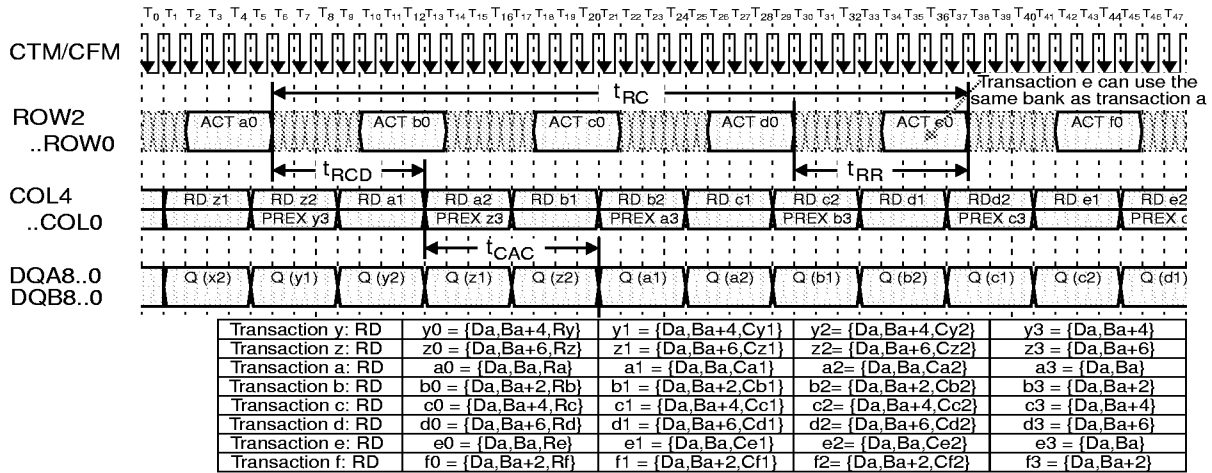 T0 T1 T2 T3 T4 T5 T6 T7 T8 T9 T10 T11 T12 T13 T14 T15 T16 T17 T18 T19 T20 T21 T22 T23 T24 T25 T26 T27 T28 T29 T30 T31 T32 T33 T34 T35 T36 T37 T38 T39 T40 T41 T42 T43 T44 T45 T46 T47
CTM/CFM
Transaction e can use the
same bank as transaction a
tRC
ROW2
..ROW0
ACT a0 ACT b0 ACT c0 ACT d0 ACT e0 ACT f0
tRCD tRR
COL4
..COL0
RD z1 RD z2 RD a1 RD a2 RD b1 RD b2 RD c1 RD c2 RD d1 RDd2 RD e1 RD e2
PREX y3 PREX z3 PREX a3 PREX b3 PREX c3 PREX
tCAC
DQA8..0
DQB8..0
Q (x2) Q (y1) Q (y2) Q (z1) Q (z2) Q (a1) Q (a2) Q (b1) Q (b2) Q (c1) Q (c2) Q (d1)
Transaction y: RD y0 = {Da,Ba+4,Ry} y1 = {Da,Ba+4,Cy1} y2= {Da,Ba+4,Cy2} y3 = {Da,Ba+4}
Transaction z: RD z0 = {Da,Ba+6,Rz} z1 = {Da,Ba+6,Cz1} z2= {Da,Ba+6,Cz2} z3 = {Da,Ba+6}
Transaction a: RD a0 = {Da,Ba,Ra} a1 = {Da,Ba,Ca1} a2= {Da,Ba,Ca2} a3 = {Da,Ba}
Transaction b: RD b0 = {Da,Ba+2,Rb} b1 = {Da,Ba+2,Cb1} b2= {Da,Ba+2,Cb2} b3 = {Da,Ba+2}
Transaction c: RD c0 = {Da,Ba+4,Rc} c1 = {Da,Ba+4,Cc1} c2= {Da,Ba+4,Cc2} c3 = {Da,Ba+4}
Transaction d: RD d0 = {Da,Ba+6,Rd} d1 = {Da,Ba+6,Cd1} d2= {Da,Ba+6,Cd2} d3 = {Da,Ba+6}
Transaction e: RD e0 = {Da,Ba,Re} e1 = {Da,Ba,Ce1} e2= {Da,Ba,Ce2} e3 = {Da,Ba}
Transaction f: RD f0 = {Da,Ba+2,Rf} f1 = {Da,Ba+2,Cf1} f2= {Da,Ba+2,Cf2} f3 = {Da,Ba+2}